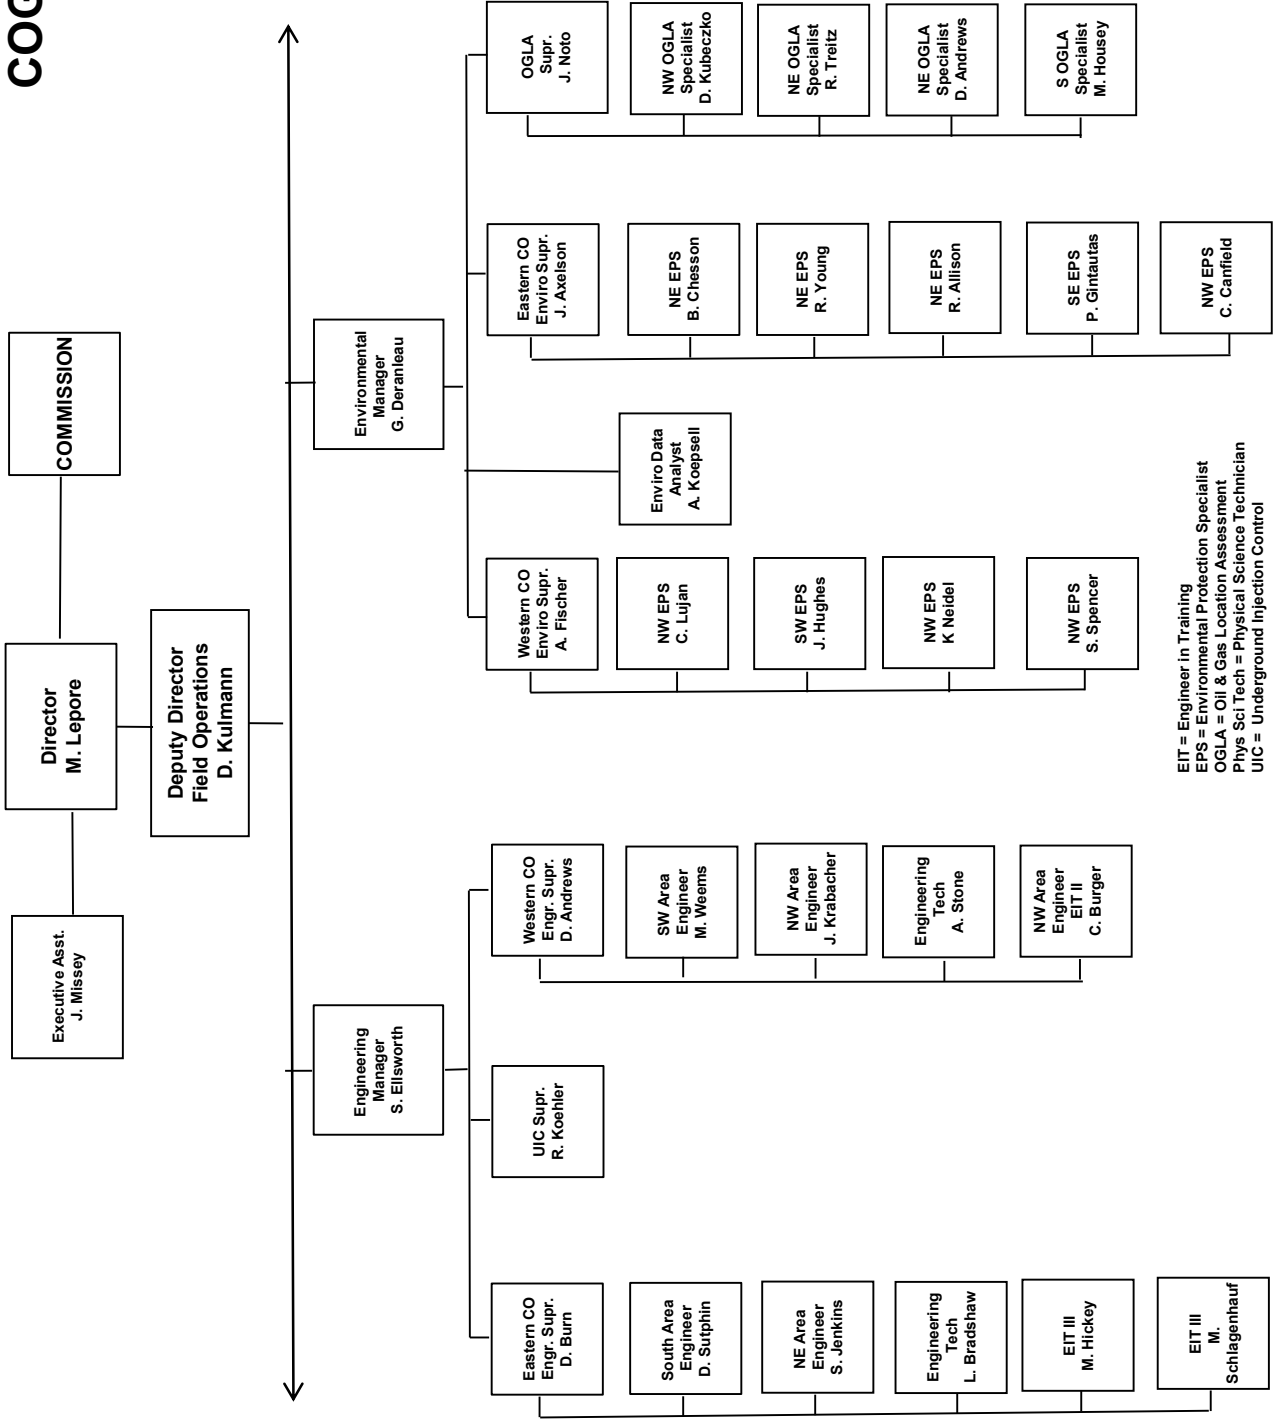 COG
COMMISSION
Director
M. Lepore
Executive Asst.
J. Missey
Deputy Director
Field Operations
D. Kulmann
Engineering
Manager
S. Ellsworth
Environmental
Manager
G. Deranleau
Eastern CO
Engr. Supr.
D. Burn
South Area
Engineer
D. Sutphin
NE Area
Engineer
S. Jenkins
Engineering
Tech
L. Bradshaw
EIT III
M. Hickey
EIT III
M.
Schlagenhauf
UIC Supr.
R. Koehler
Western CO
Engr. Supr.
D. Andrews
SW Area
Engineer
M. Weems
NW Area
Engineer
J. Krabacher
Engineering
Tech
A. Stone
NW Area
Engineer
EIT II
C. Burger
Western CO
Enviro Supr.
A. Fischer
NW EPS
C. Lujan
SW EPS
J. Hughes
NW EPS
K Neidel
NW EPS
S. Spencer
Enviro Data
Analyst
A. Koepsell
Eastern CO
Enviro Supr.
J. Axelson
NE EPS
B. Chesson
NE EPS
R. Young
NE EPS
R. Allison
SE EPS
P. Gintautas
NW EPS
C. Canfield
OGLA
Supr.
J. Noto
NW OGLA
Specialist
D. Kubeczko
NE OGLA
Specialist
R. Treitz
NE OGLA
Specialist
D. Andrews
S OGLA
Specialist
M. Housey
EIT = Engineer in Training
EPS = Environmental Protection Specialist
OGLA = Oil & Gas Location Assessment
Phys Sci Tech = Physical Science Technician
UIC = Underground Injection Control